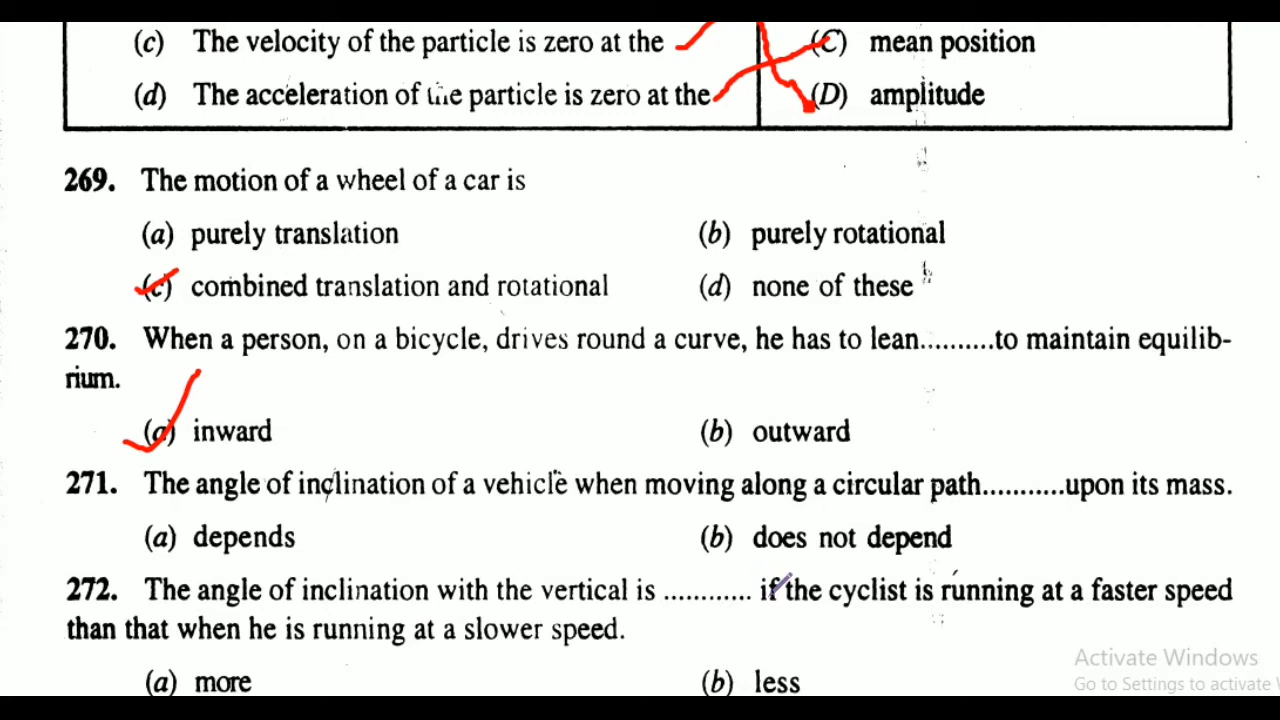 (c) The velocity of the particle is zero at the (C) mean position
(d) The acceleration of the particle is zero at the (D) amplitude
269. The motion of a wheel of a car is
(a) purely translation (b) purely rotational
(c) combined translation and rotational (d) none of these
270. When a person, on a bicycle, drives round a curve, he has to lean..........to maintain equilib-
rium.
(a) inward (b) outward
271. The angle of inclination of a vehicle when moving along a circular path...........upon its mass.
(a) depends (b) does not depend
272. The angle of inclination with the vertical is ............ if the cyclist is running at a faster speed
than that when he is running at a slower speed.
(a) more (b) less
Activate Windows
Go to Settings to activate